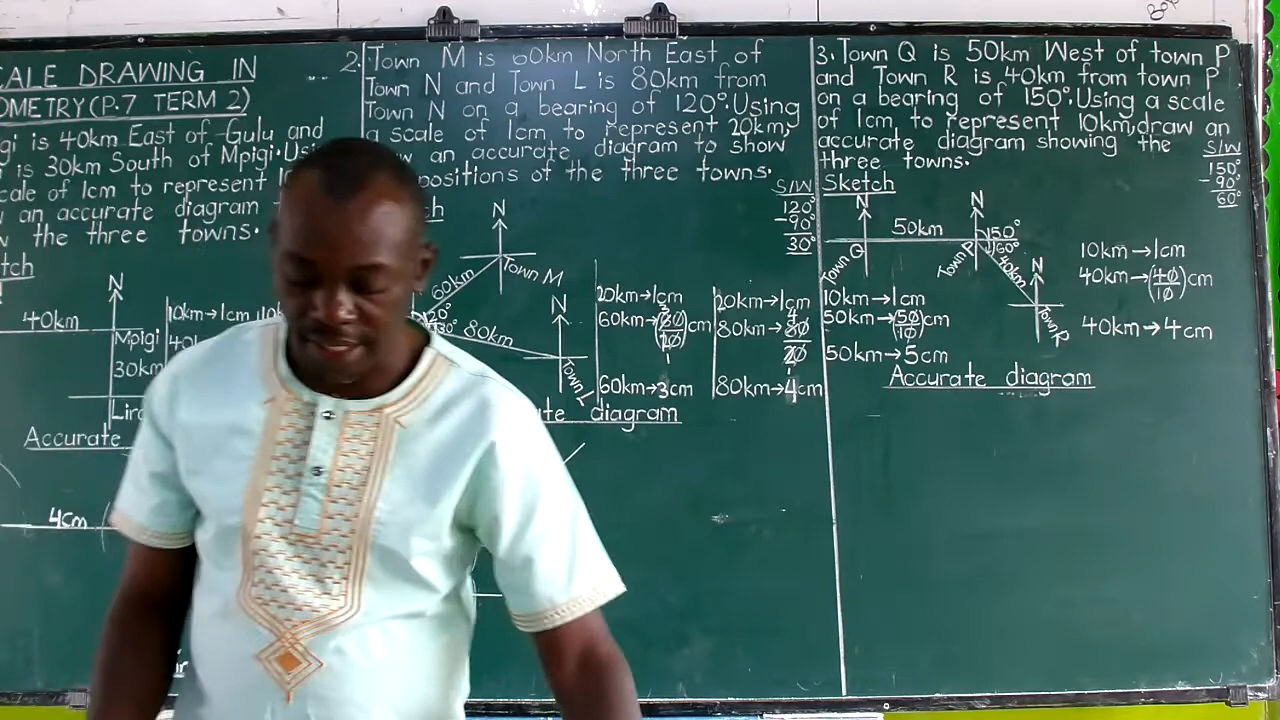 CALE DRAWING IN
OMETRY(P.7 TERM 2)
gi is 40km East of Gulu and
is 30km South of Mpigi.Usi
cale of 1cm to represent 1
an accurate diagram
the three towns.
tch
N
40km
Mpigi
30km
10km→1cm
Accurate
4cm
2. Town M is 60km North East of
Town N and Town L is 80km from
Town N on a bearing of 120°. Using
a scale of 1cm to represent 20km,
w an accurate diagram to show
positions of the three towns.
S/W
120°
-90°
30°
N
Town M
60km
120°
30°
80km
N
Town L
20km→1cm
60km→(60/20)cm
60km→3cm
20km→1cm
80km→80/20
4
80km→4cm
diagram
3. Town Q is 50km West of town P
and Town R is 40km from town P
on a bearing of 150°. Using a scale
of 1cm to represent 10km,draw an
accurate diagram showing the
three towns.
S/W
150°
-90°
60°
Sketch
N
50km
N
150°
60°
Town Q
Town P
40km
N
Town R
10km→1cm
50km→(50/10)cm
50km→5cm
10km→1cm
40km→(40/10)cm
40km→4cm
Accurate diagram